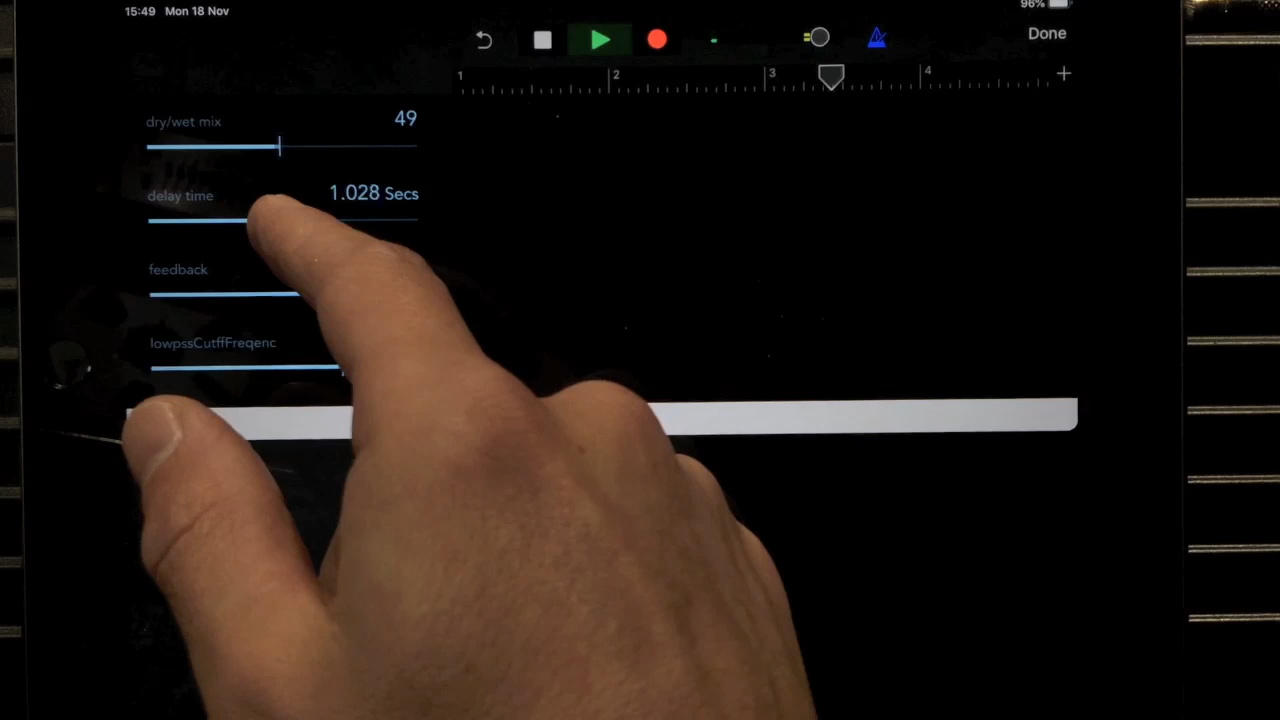 15:49 Mon 18 Nov
96%
Done
1 2 3 4
dry/wet mix 49
delay time 1.028 Secs
feedback
lowpssCutffFreqenc